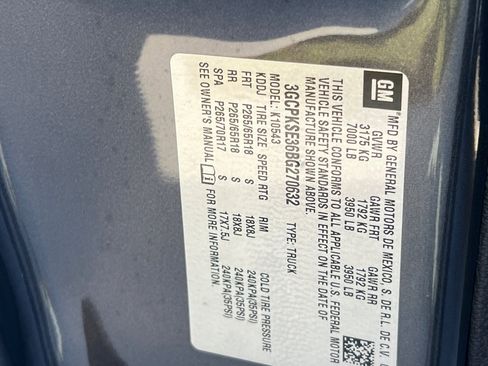 GM
MFD BY GENERAL MOTORS DE MEXICO, S. DE R.L. DE C.V.
GVWR GAWR FRT GAWR RR
3175 KG 1792 KG 1792 KG
7000 LB 3950 LB 3950 LB
THIS VEHICLE CONFORMS TO ALL APPLICABLE U.S. FEDERAL MOTOR
VEHICLE SAFETY STANDARDS IN EFFECT ON THE DATE OF
MANUFACTURE SHOWN ABOVE.
3GCPKSE36BG270632 TYPE: TRUCK
MODEL: K10543
KDDJ TIRE SIZE SPEED RTG RIM COLD TIRE PRESSURE
FRT P265/65R18 S 18X8J 240KPA(35PSI)
RR P265/65R18 S 18X8J 240KPA(35PSI)
SPA P265/70R17 S 17X7.5J 240KPA(35PSI)
SEE OWNER'S MANUAL i